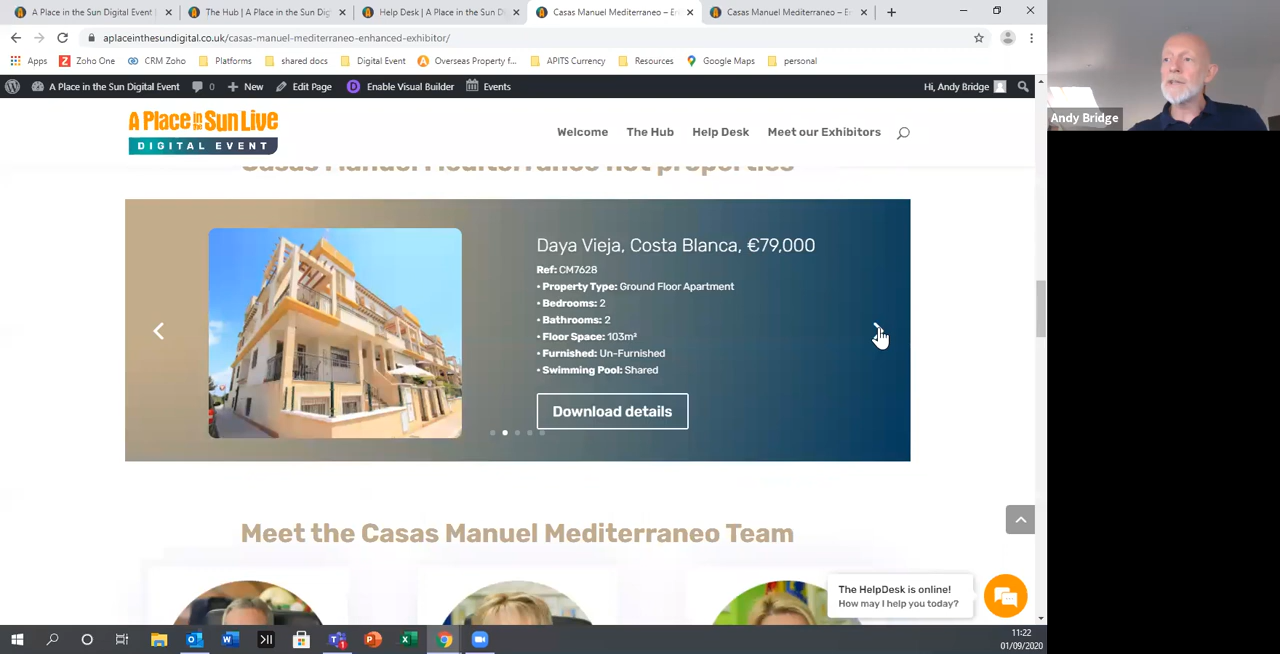 A Place in the Sun Digital Event
The Hub | A Place in the Sun Dig
Help Desk | A Place in the Sun D
Casas Manuel Mediterraneo – En
Casas Manuel Mediterraneo – En
aplaceinthesundigital.co.uk/casas-manuel-mediterraneo-enhanced-exhibitor/
Apps
Zoho One
CRM Zoho
Platforms
shared docs
Digital Event
Overseas Property f...
APITS Currency
Resources
Google Maps
personal
A Place in the Sun Digital Event
0
New
Edit Page
Enable Visual Builder
Events
Hi, Andy Bridge
A Place in the Sun Live
DIGITAL EVENT
Welcome
The Hub
Help Desk
Meet our Exhibitors
Andy Bridge
Casas Manuel Mediterraneo hot properties
Daya Vieja, Costa Blanca, €79,000
Ref: CM7628
• Property Type: Ground Floor Apartment
• Bedrooms: 2
• Bathrooms: 2
• Floor Space: 103m²
• Furnished: Un-Furnished
• Swimming Pool: Shared
Download details
Meet the Casas Manuel Mediterraneo Team
The HelpDesk is online!
How may I help you today?
11:22
01/09/2020